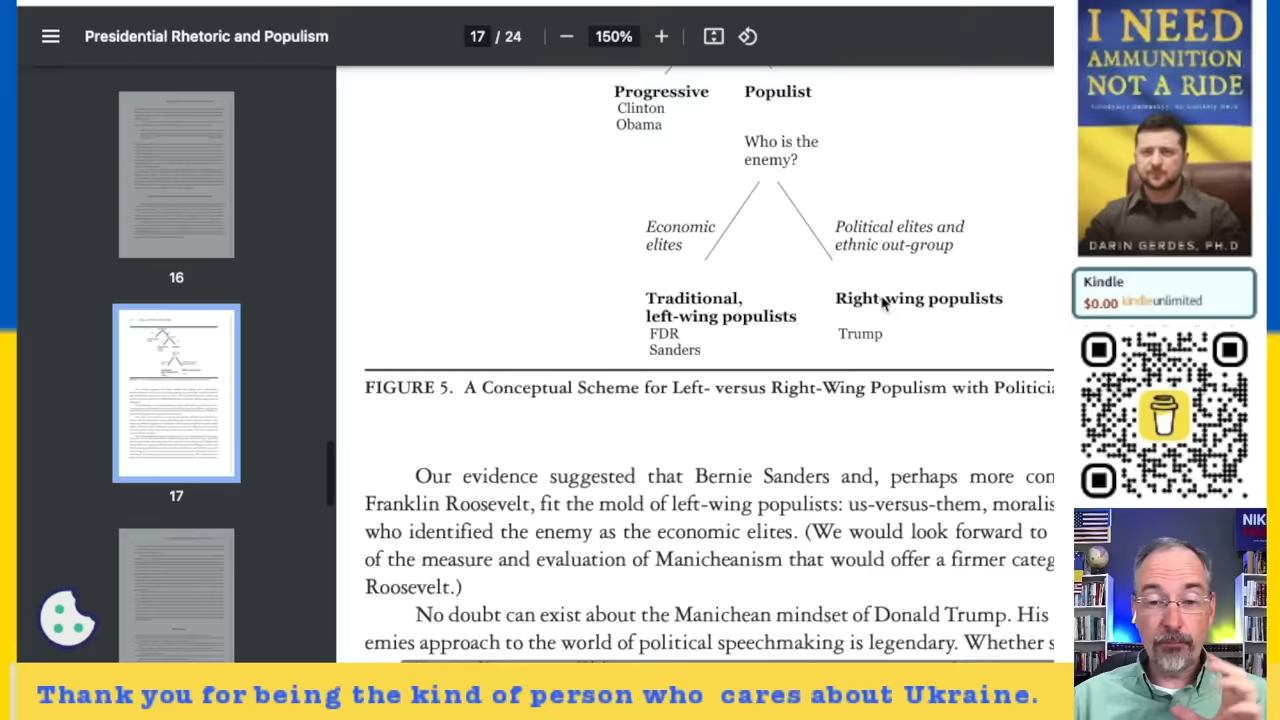 Presidential Rhetoric and Populism
17 / 24
150%
16
17
Progressive
Clinton
Obama
Populist
Who is the
enemy?
Economic
elites
Political elites and
ethnic out-group
Traditional,
left-wing populists
FDR
Sanders
Right-wing populists
Trump
FIGURE 5. A Conceptual Scheme for Left- versus Right-Wing Populism with Politicia
Our evidence suggested that Bernie Sanders and, perhaps more con
Franklin Roosevelt, fit the mold of left-wing populists: us-versus-them, moralis
who identified the enemy as the economic elites. (We would look forward to
of the measure and evaluation of Manicheanism that would offer a firmer categ
Roosevelt.)
No doubt can exist about the Manichean mindset of Donald Trump. His
emies approach to the world of political speechmaking is legendary. Whether s
I NEED
AMMUNITION
NOT A RIDE
DARIN GERDES, PH.D
Kindle
$0.00 kindleunlimited
NIK
Thank you for being the kind of person who cares about Ukraine.